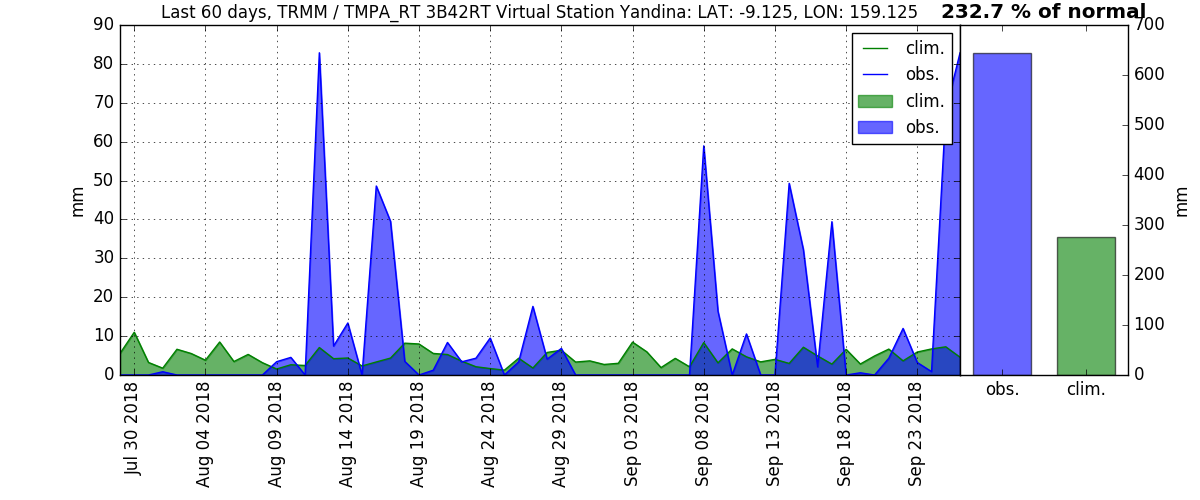 Last 60 days, TRMM / TMPA_RT 3B42RT Virtual Station Yandina: LAT: -9.125, LON: 159.125
232.7 % of normal
90
80
70
60
50
40
30
20
10
0
mm
clim.
obs.
clim.
obs.
700
600
500
400
300
200
100
0
mm
Jul 30 2018
Aug 04 2018
Aug 09 2018
Aug 14 2018
Aug 19 2018
Aug 24 2018
Aug 29 2018
Sep 03 2018
Sep 08 2018
Sep 13 2018
Sep 18 2018
Sep 23 2018
obs.
clim.